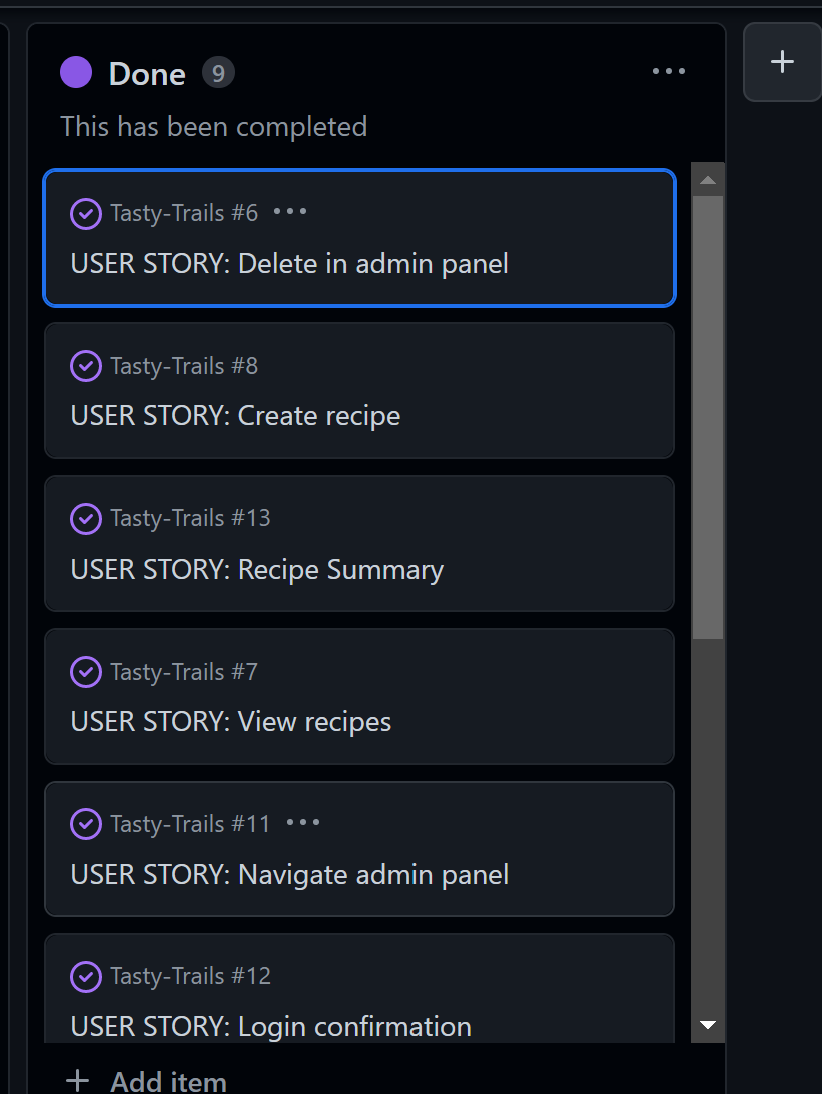 Done 9
This has been completed
Tasty-Trails #6
USER STORY: Delete in admin panel
Tasty-Trails #8
USER STORY: Create recipe
Tasty-Trails #13
USER STORY: Recipe Summary
Tasty-Trails #7
USER STORY: View recipes
Tasty-Trails #11
USER STORY: Navigate admin panel
Tasty-Trails #12
USER STORY: Login confirmation
+ Add item